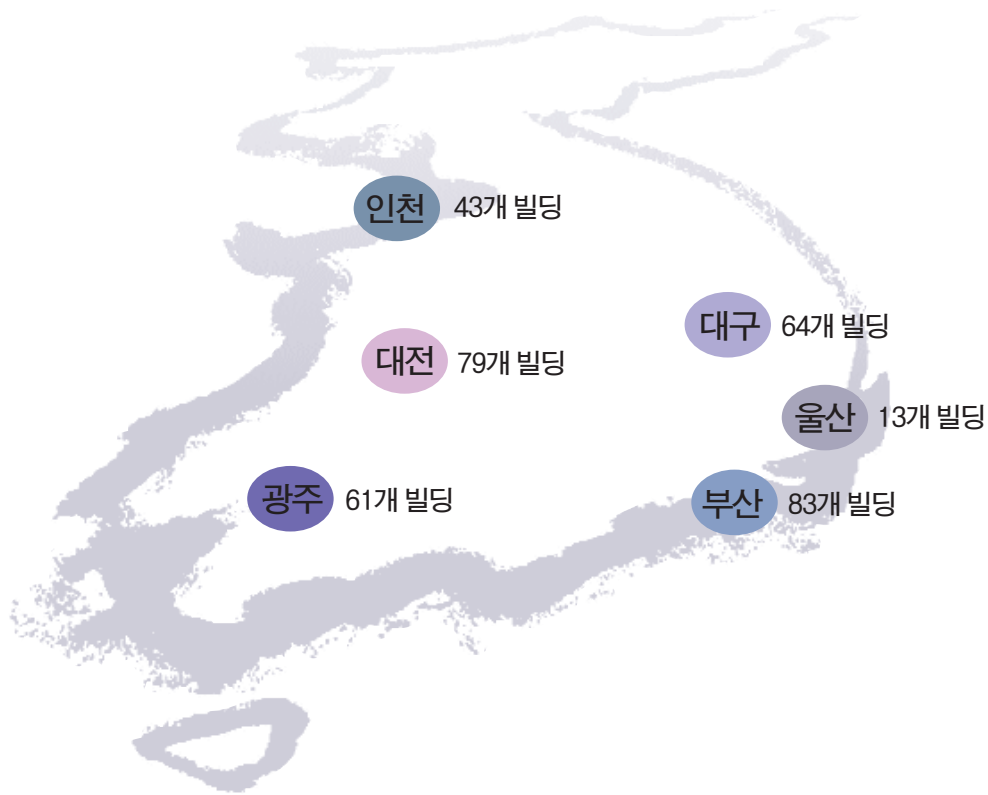 인천 43개 빌딩
대구 64개 빌딩
대전 79개 빌딩
울산 13개 빌딩
광주 61개 빌딩
부산 83개 빌딩